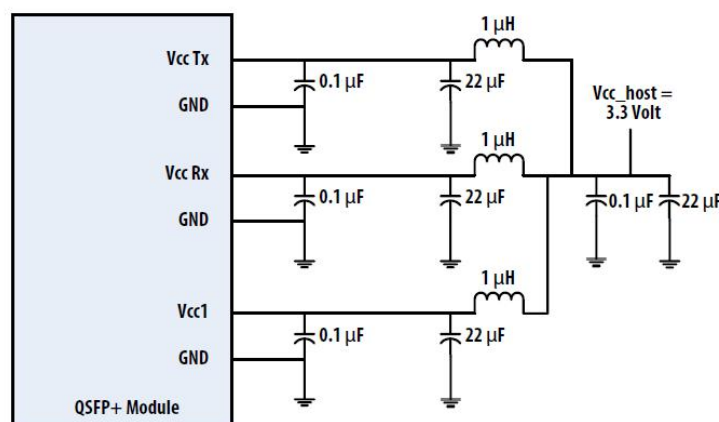 1 µH
Vcc Tx
0.1 µF
22 µF
GND
Vcc_host =
3.3 Volt
1 µH
Vcc Rx
0.1 µF
22 µF
0.1 µF
22 µF
GND
1 µH
Vcc1
0.1 µF
22 µF
GND
QSFP+ Module